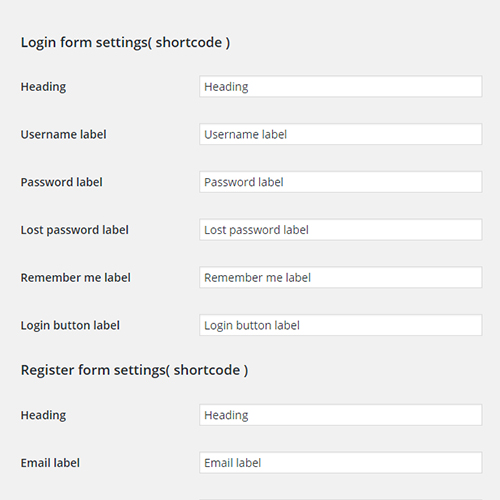 Login form settings( shortcode )
Heading Heading
Username label Username label
Password label Password label
Lost password label Lost password label
Remember me label Remember me label
Login button label Login button label
Register form settings( shortcode )
Heading Heading
Email label Email label